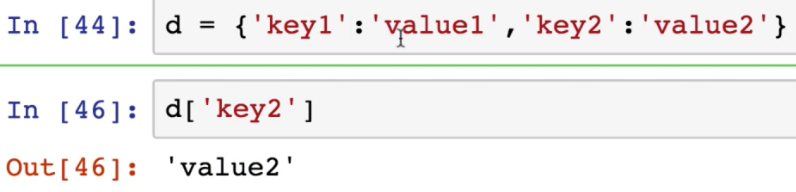 In [44]: d = {'key1':'value1','key2':'value2'}
In [46]: d['key2']
Out[46]: 'value2'